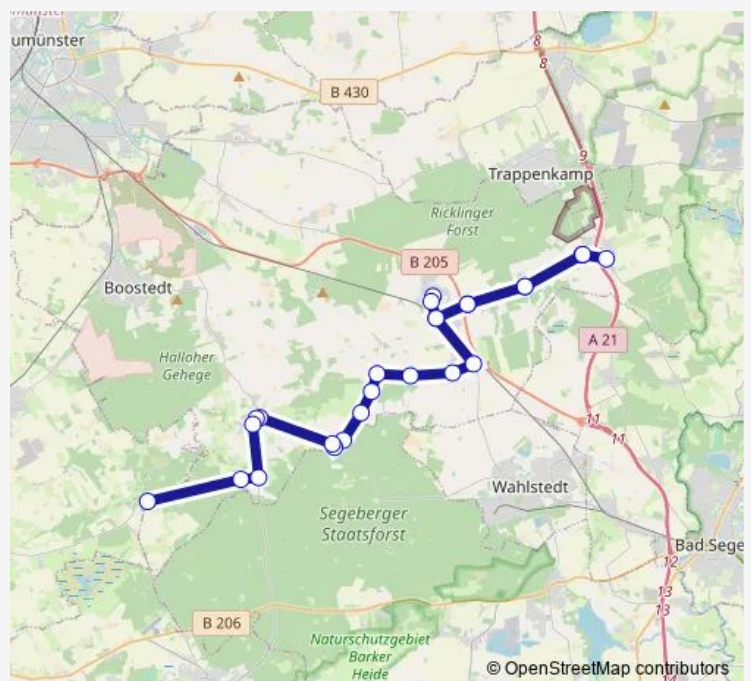 umünster
8
8
B 430
9
Trappenkamp
Ricklinger
Forst
B 205
Boostedt
A 21
Halloher
Gehege
11
11
Wahlstedt
Segeberger
Staatsforst
Bad Sege
12
13
13
B 206
Naturschutzgebiet
Barker
Heide
© OpenStreetMap contributors